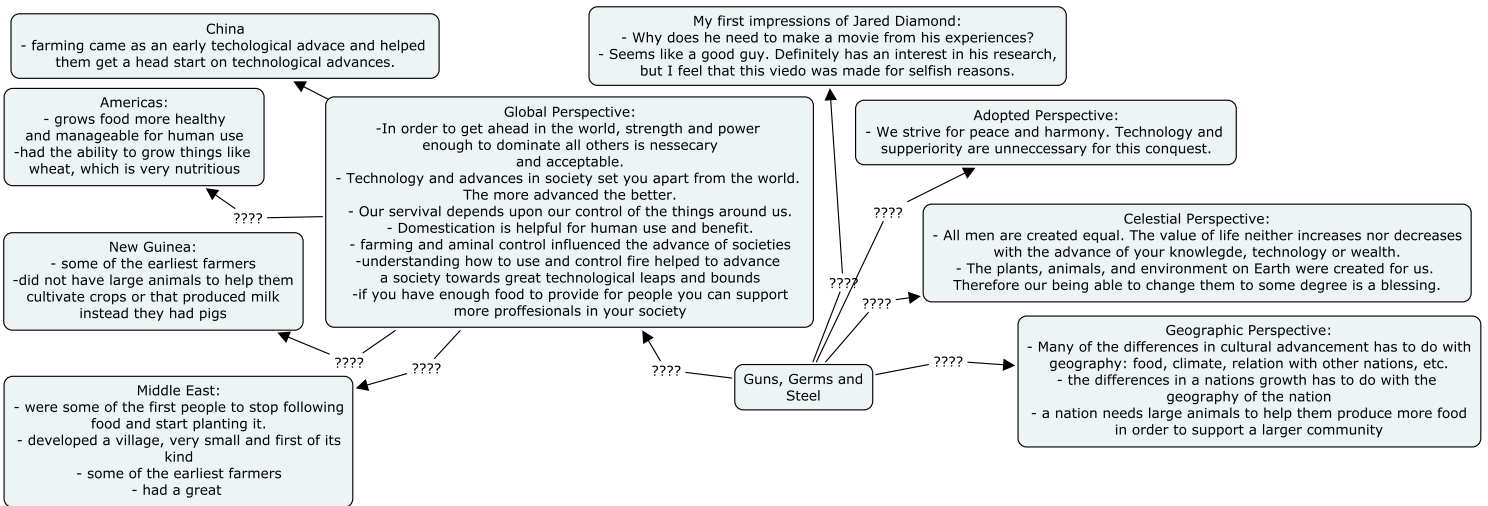 China
- farming came as an early techological advace and helped
them get a head start on technological advances.
My first impressions of Jared Diamond:
- Why does he need to make a movie from his experiences?
- Seems like a good guy. Definitely has an interest in his research,
but I feel that this viedo was made for selfish reasons.
Americas:
- grows food more healthy
and manageable for human use
-had the ability to grow things like
wheat, which is very nutritious
Global Perspective:
-In order to get ahead in the world, strength and power
enough to dominate all others is nessecary
and acceptable.
- Technology and advances in society set you apart from the world.
The more advanced the better.
- Our servival depends upon our control of the things around us.
- Domestication is helpful for human use and benefit.
- farming and aminal control influenced the advance of societies
-understanding how to use and control fire helped to advance
a society towards great technological leaps and bounds
-if you have enough food to provide for people you can support
more proffesionals in your society
Adopted Perspective:
- We strive for peace and harmony. Technology and
supperiority are unneccessary for this conquest.
????
????
Celestial Perspective:
- All men are created equal. The value of life neither increases nor decreases
with the advance of your knowlegde, technology or wealth.
- The plants, animals, and environment on Earth were created for us.
Therefore our being able to change them to some degree is a blessing.
New Guinea:
- some of the earliest farmers
-did not have large animals to help them
cultivate crops or that produced milk
instead they had pigs
????
????
Geographic Perspective:
- Many of the differences in cultural advancement has to do with
geography: food, climate, relation with other nations, etc.
- the differences in a nations growth has to do with the
geography of the nation
- a nation needs large animals to help them produce more food
in order to support a larger community
????
????
????
????
Guns, Germs and
Steel
Middle East:
- were some of the first people to stop following
food and start planting it.
- developed a village, very small and first of its
kind
- some of the earliest farmers
- had a great